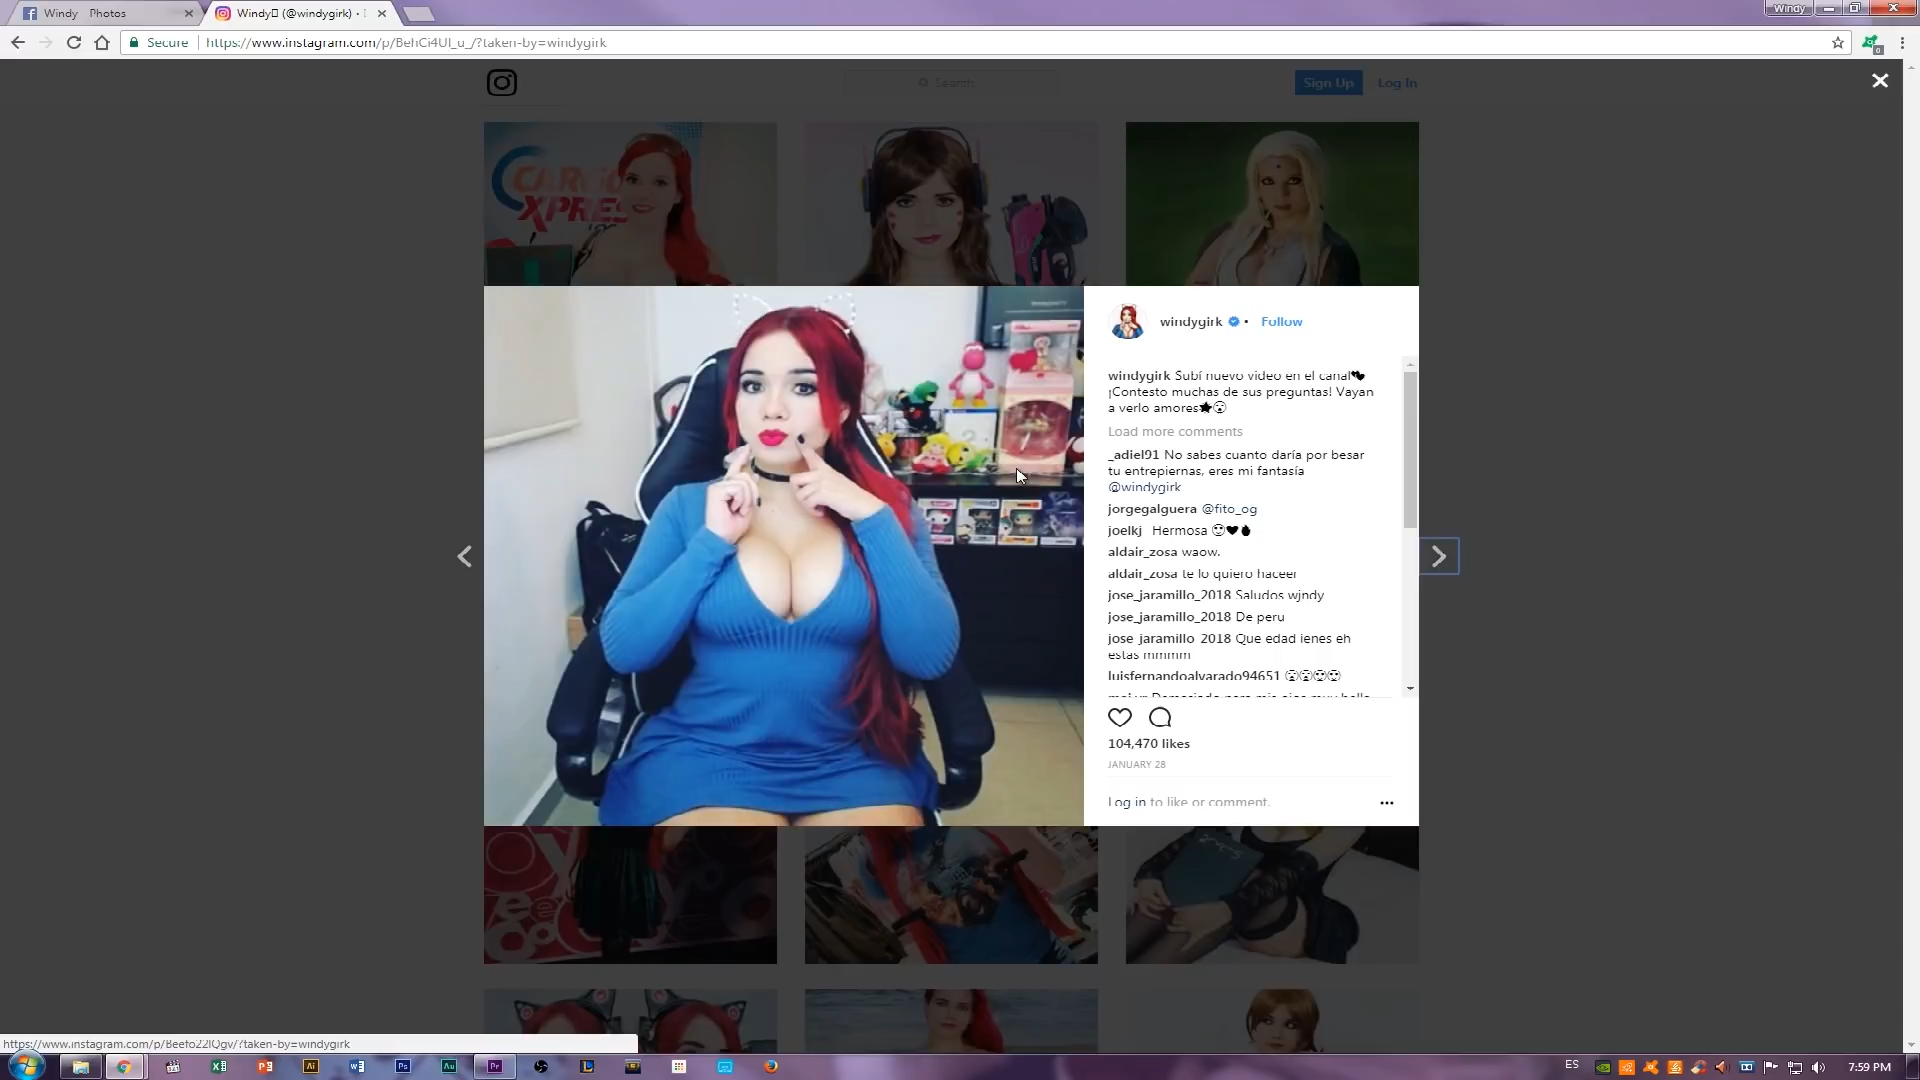 Windy Photos
Windy (@windygirk) •
Windy
Secure https://www.instagram.com/p/BehCi4Ul_u_/?taken-by=windygirk
Search
Sign Up Log In
CARGO
XPRES
windygirk • Follow
windygirk Subí nuevo video en el canal
¡Contesto muchas de sus preguntas! Vayan
a verlo amores
Load more comments
_adiel91 No sabes cuanto daría por besar
tu entrepiernas, eres mi fantasía
@windygirk
jorgegalguera @fito_og
joelkj Hermosa
aldair_zosa waow.
aldair_zosa te lo quiero haceer
jose_jaramillo_2018 Saludos wjndy
jose_jaramillo_2018 De peru
jose_jaramillo_2018 Que edad ienes eh
estas mmmm
luisfernandoalvarado94651
104,470 likes
JANUARY 28
Log in to like or comment.
https://www.instagram.com/p/Beefo22lQgv/?taken-by=windygirk
ES
7:59 PM